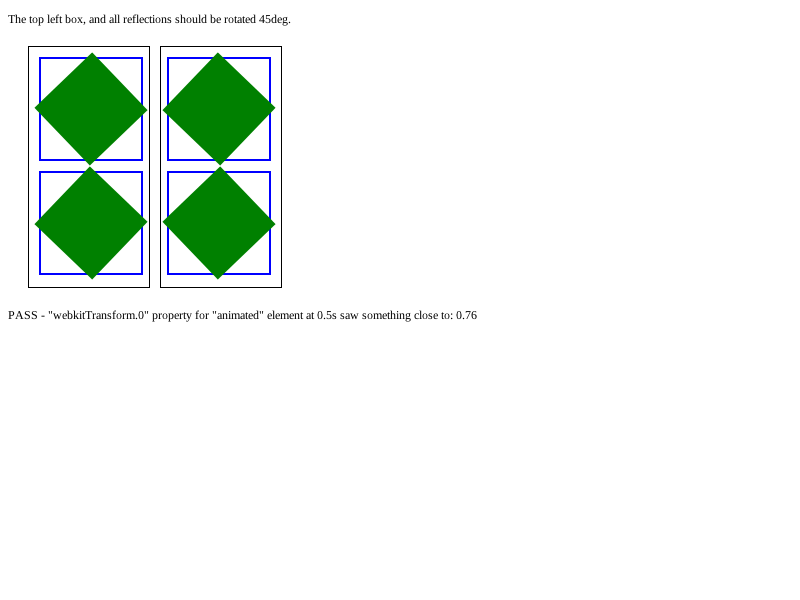 The top left box, and all reflections should be rotated 45deg.
PASS - "webkitTransform.0" property for "animated" element at 0.5s saw something close to: 0.76